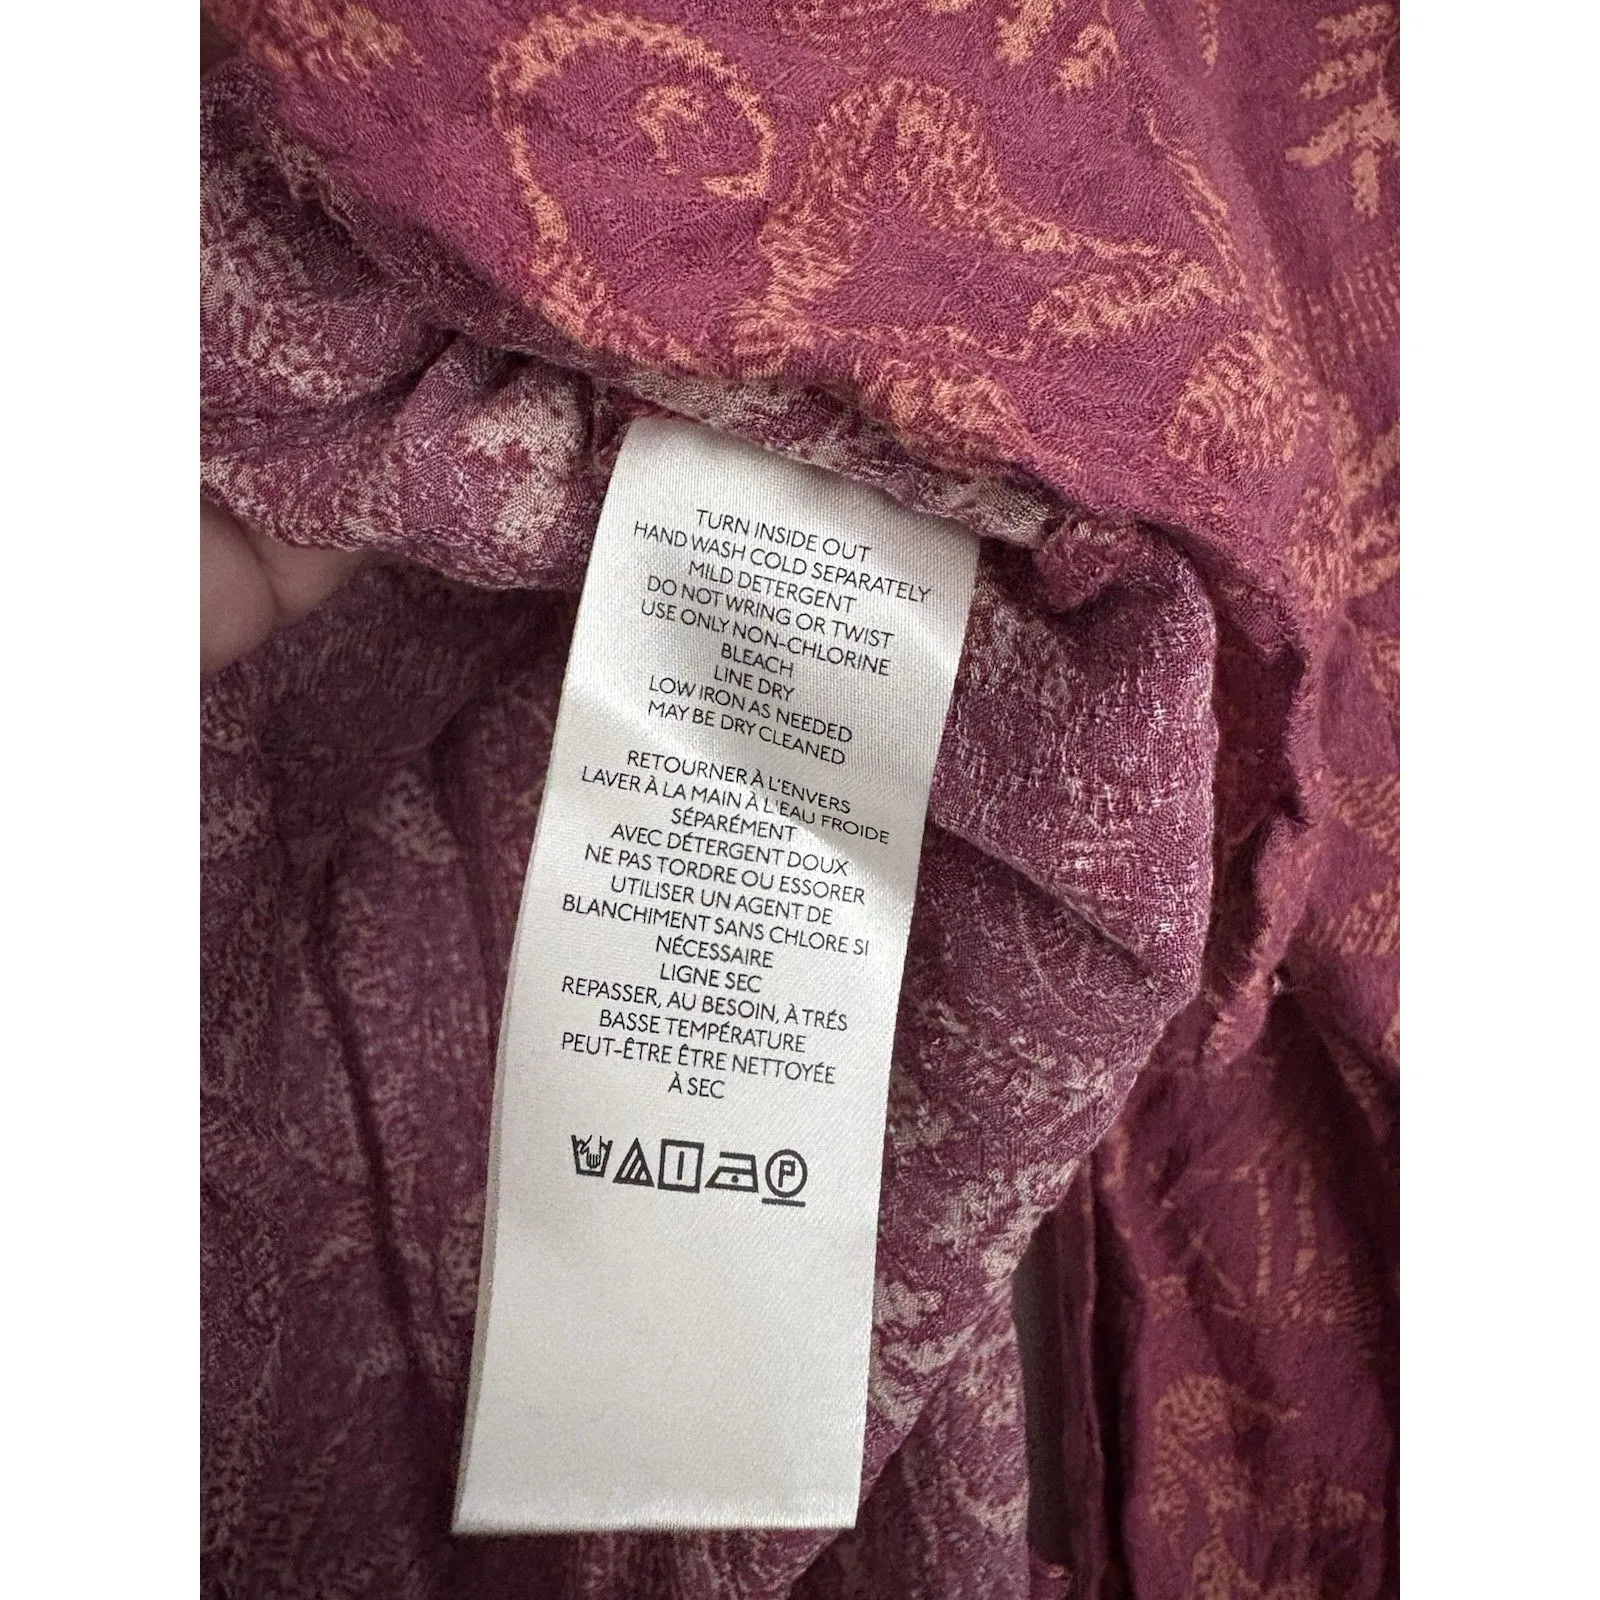 TURN INSIDE OUT
HAND WASH COLD SEPARATELY
MILD DETERGENT
DO NOT WRING OR TWIST
USE ONLY NON-CHLORINE
BLEACH
LINE DRY
LOW IRON AS NEEDED
MAY BE DRY CLEANED
RETOURNER À L'ENVERS
LAVER À LA MAIN À L'EAU FROIDE
SÉPARÉMENT
AVEC DÉTERGENT DOUX
NE PAS TORDRE OU ESSORER
UTILISER UN AGENT DE
BLANCHIMENT SANS CHLORE SI
NÉCESSAIRE
LIGNE SEC
REPASSER, AU BESOIN, À TRÉS
BASSE TEMPÉRATURE
PEUT-ÊTRE ÊTRE NETTOYÉE
À SEC
P